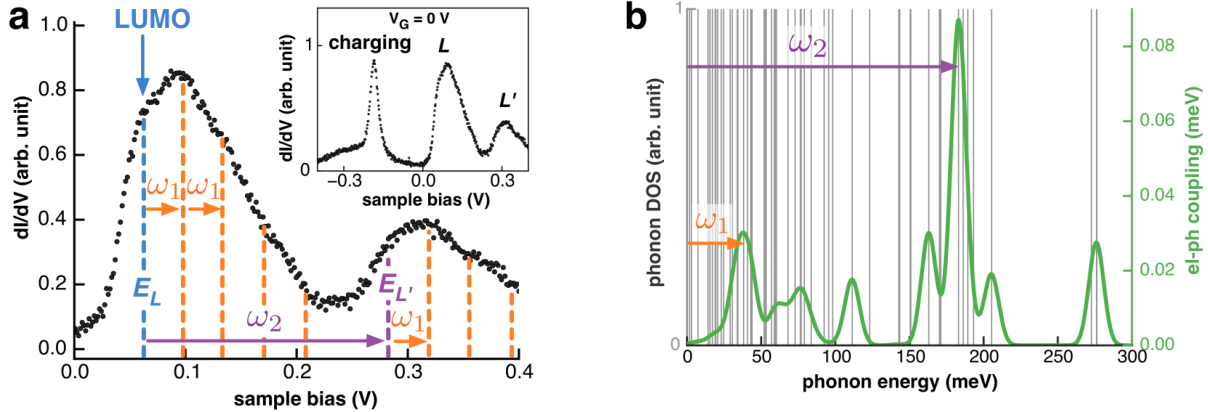 a
LUMO
1.0
0.8
0.6
0.4
0.2
0.0
dI/dV (arb. unit)
ω1 ω1
EL
ω2
EL'
ω1
0.0 0.1 0.2 0.3 0.4
sample bias (V)
VG = 0 V
charging L
L'
1
0
dI/dV (arb. unit)
−0.3 0.0 0.3
sample bias (V)
b
1
0
phonon DOS (arb. unit)
ω2
ω1
0 50 100 150 200 250 300
phonon energy (meV)
0.08
0.06
0.04
0.02
0.00
el-ph coupling (meV)